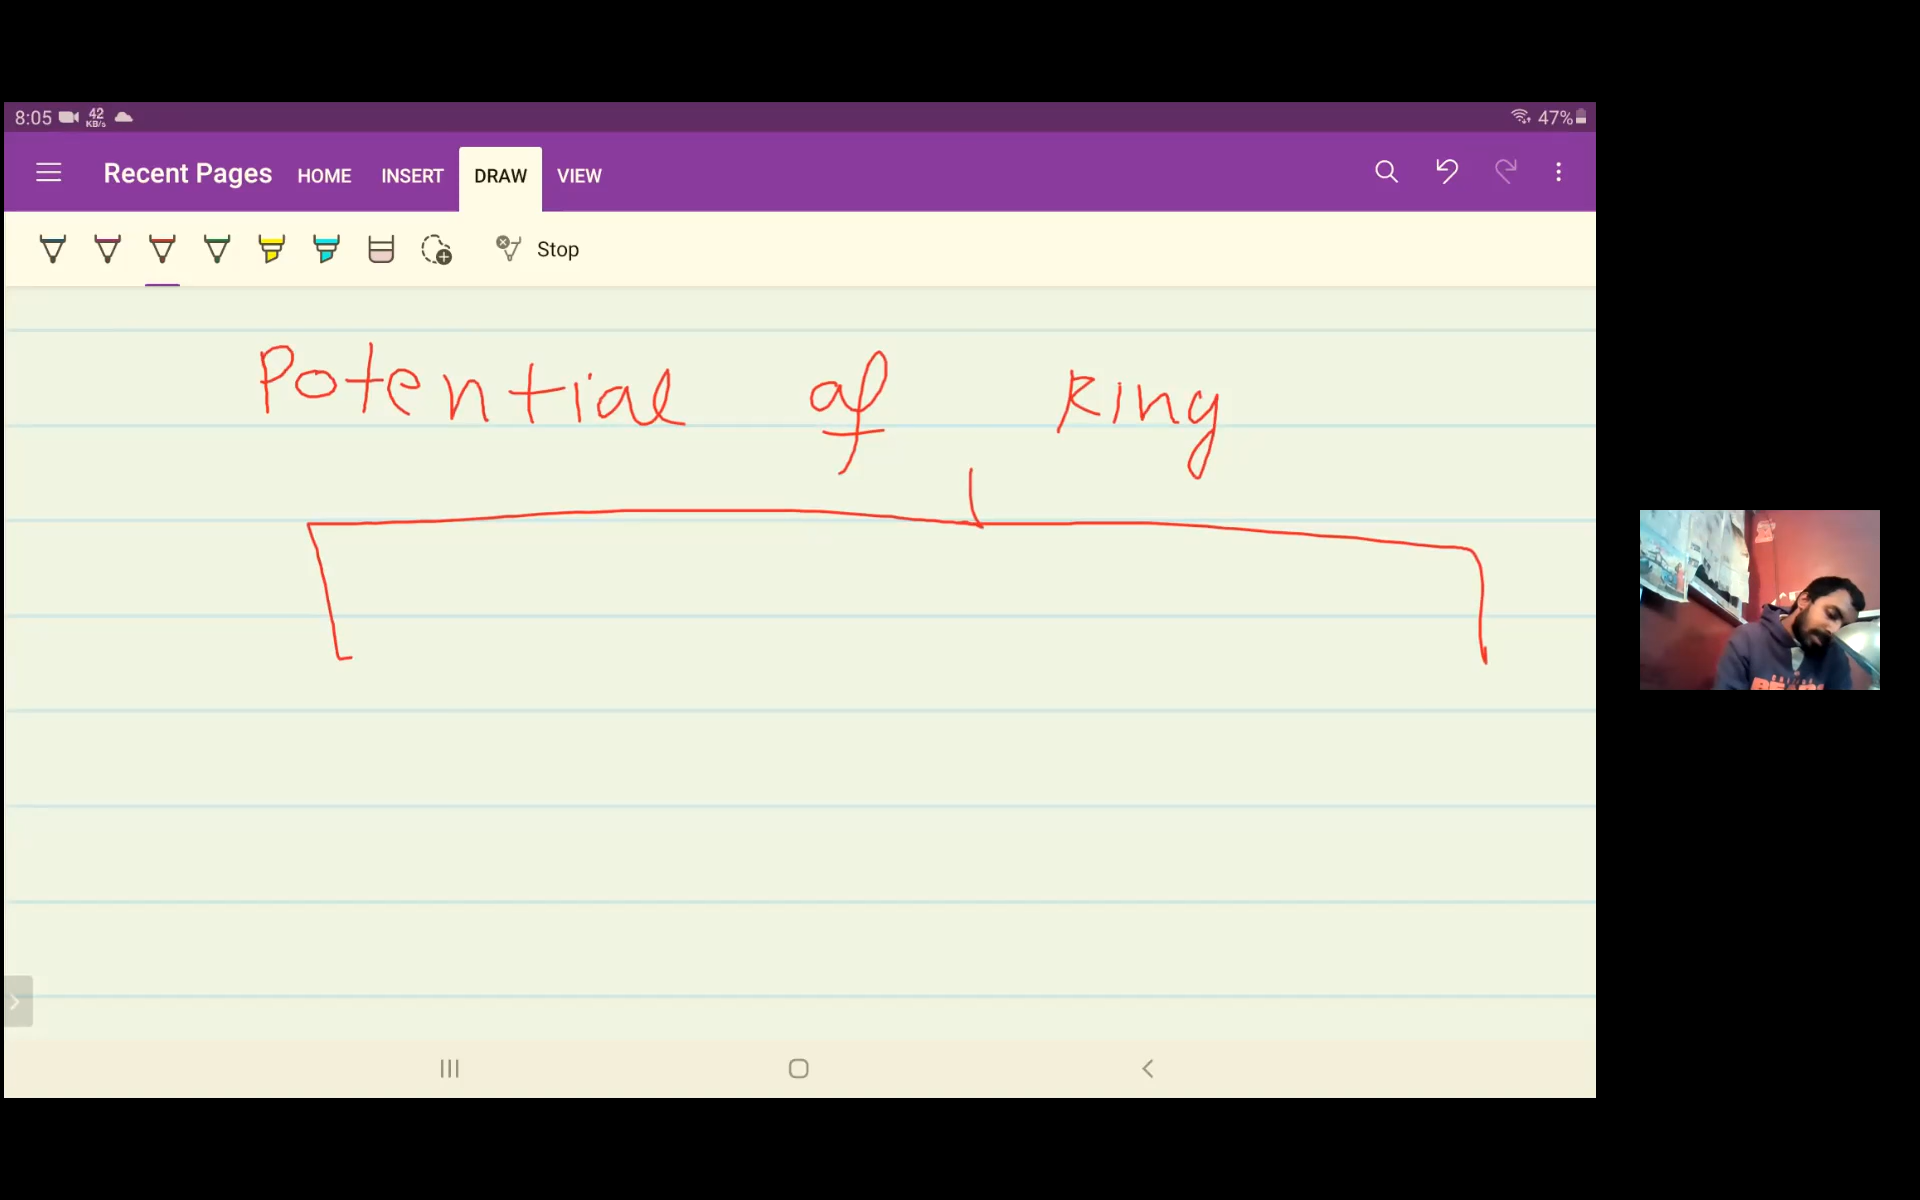 8:05 42 KB/s 47%
Recent Pages HOME INSERT DRAW VIEW
Stop
Potential of Ring